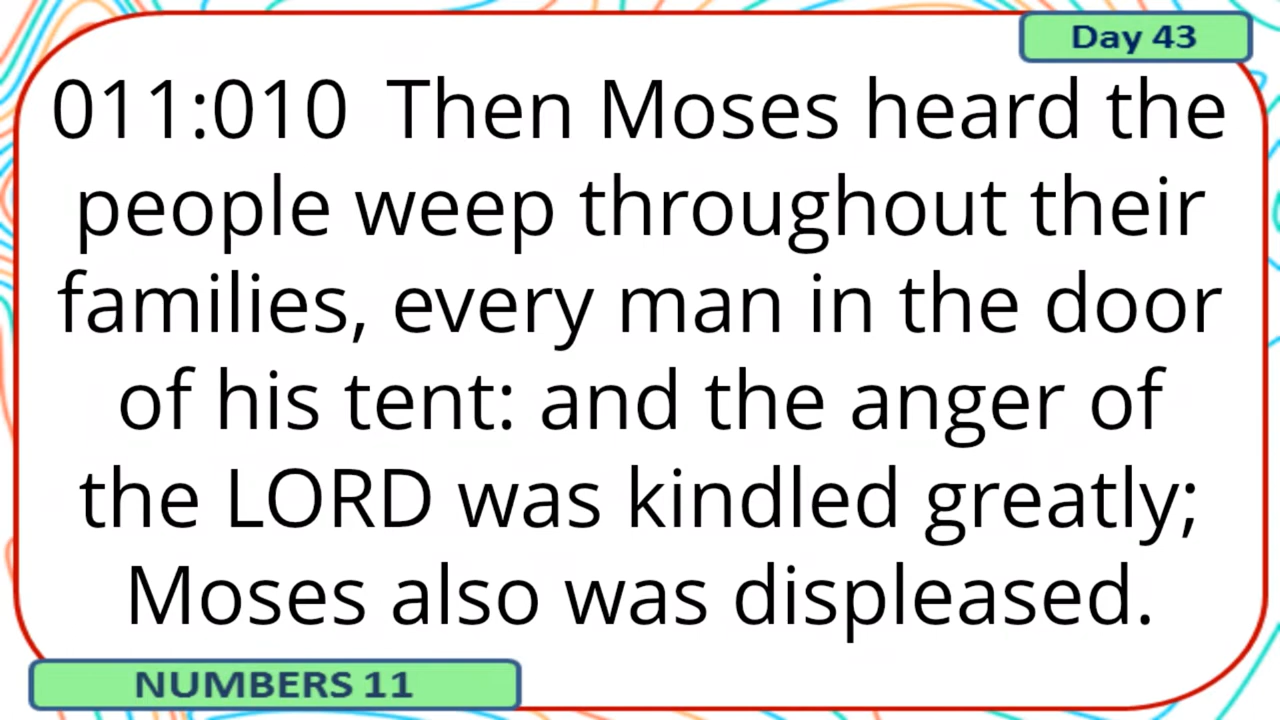 Day 43
011:010 Then Moses heard the
people weep throughout their
families, every man in the door
of his tent: and the anger of
the LORD was kindled greatly;
Moses also was displeased.
NUMBERS 11